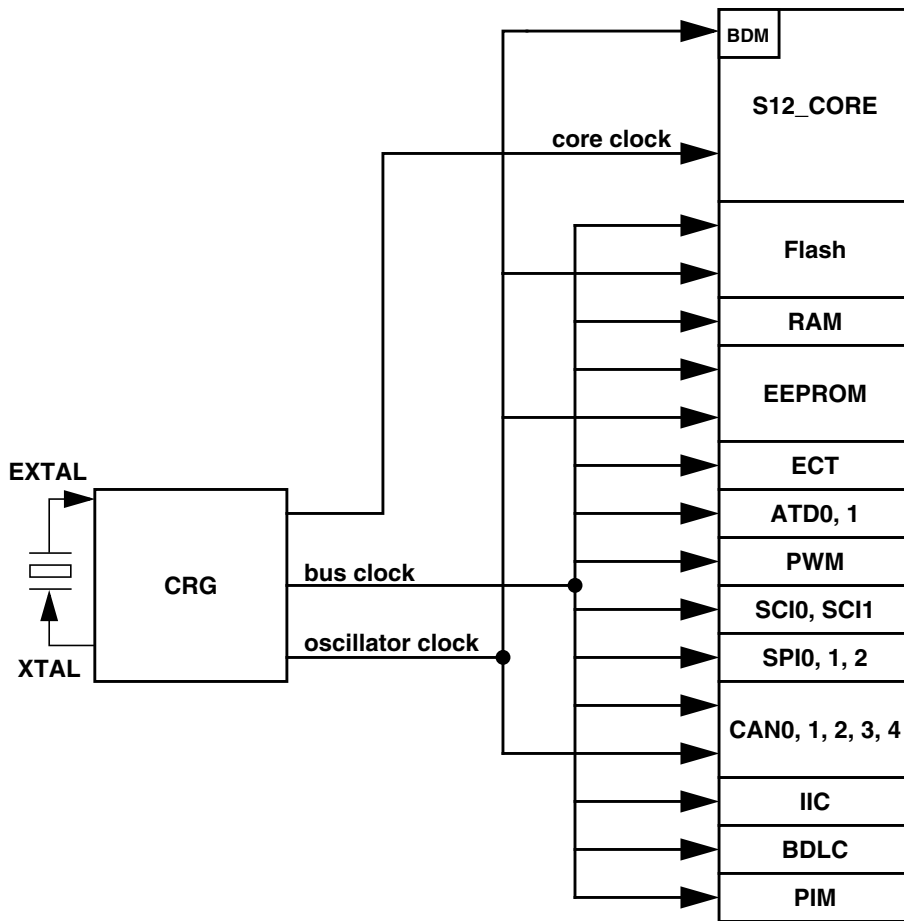 BDM
S12_CORE
core clock
Flash
RAM
EEPROM
EXTAL
ECT
ATD0, 1
PWM
CRG
bus clock
SCI0, SCI1
oscillator clock
SPI0, 1, 2
XTAL
CAN0, 1, 2, 3, 4
IIC
BDLC
PIM